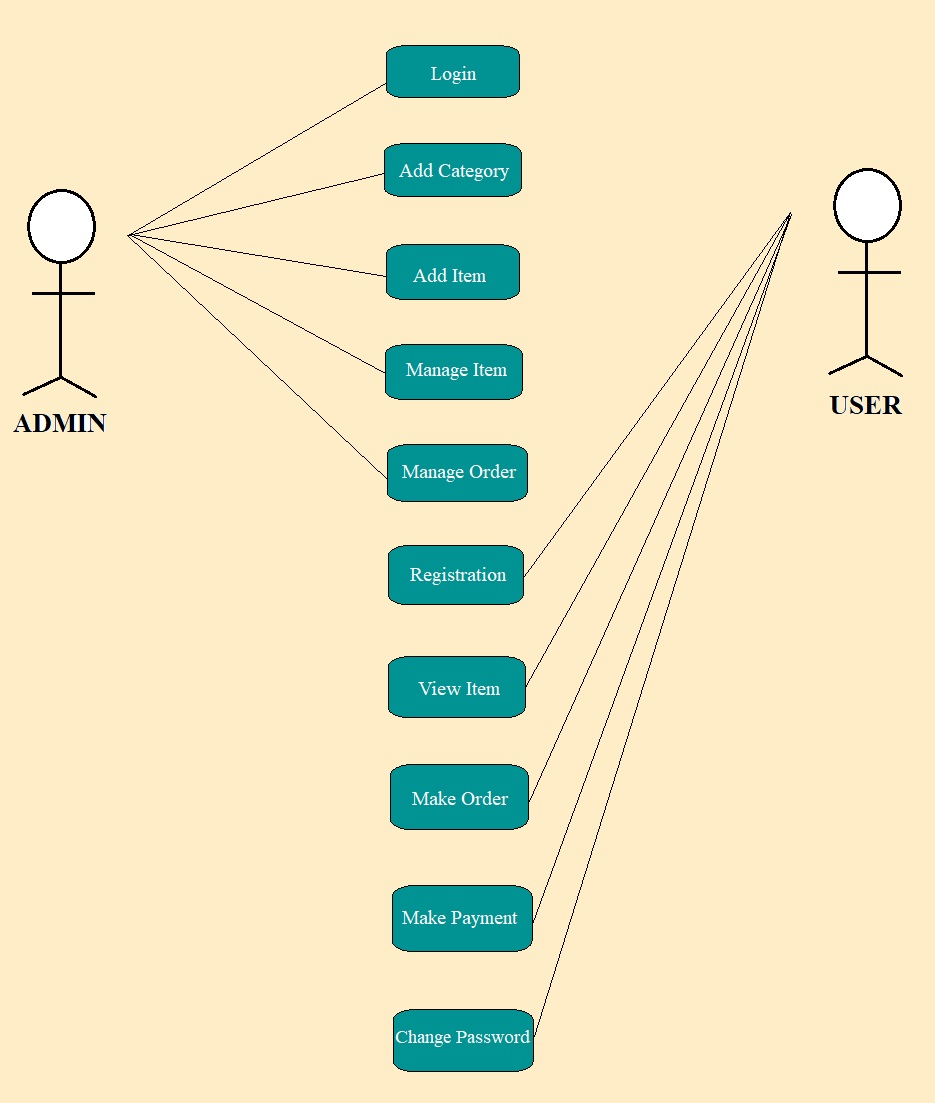 Login
Add Category
Add Item
Manage Item
Manage Order
Registration
View Item
Make Order
Make Payment
Change Password
ADMIN
USER